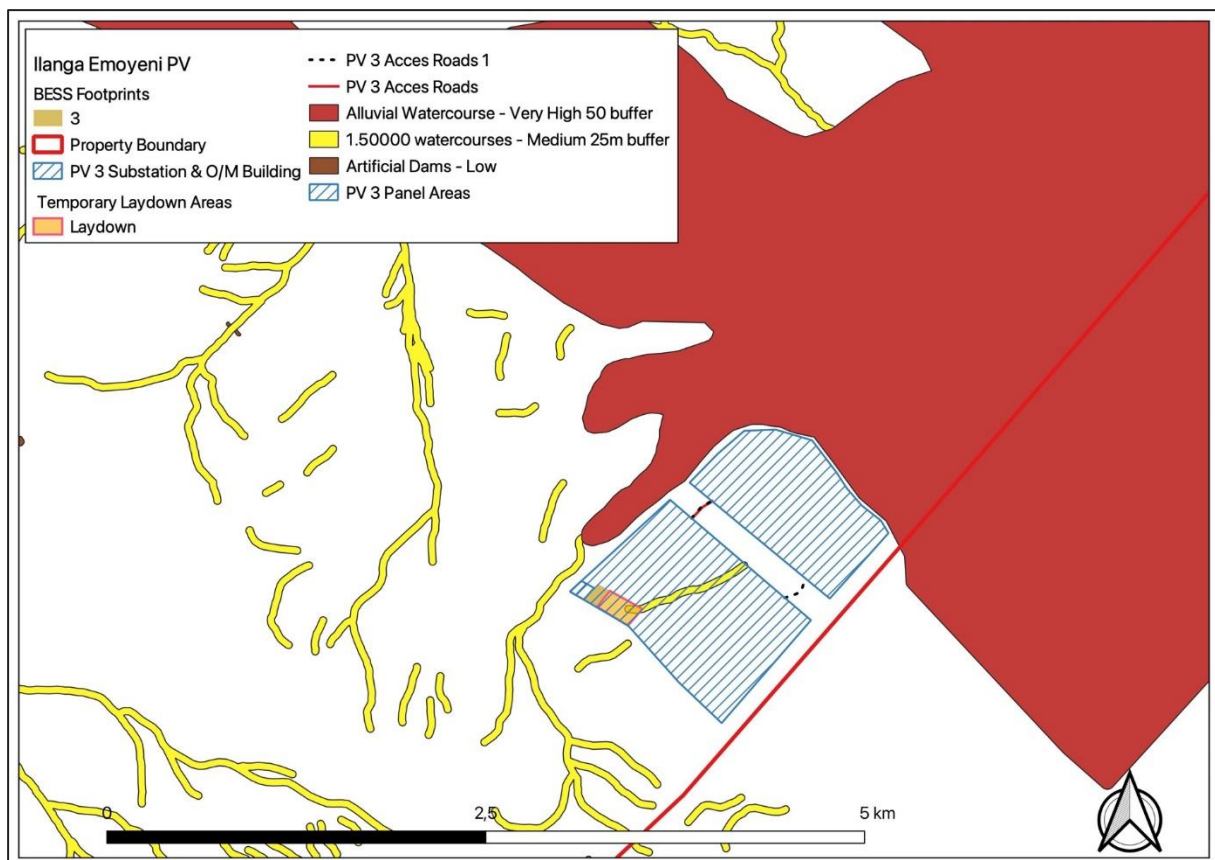 Ilanga Emoyeni PV
BESS Footprints
3
Property Boundary
PV 3 Substation & O/M Building
Temporary Laydown Areas
Laydown
PV 3 Acces Roads 1
PV 3 Acces Roads
Alluvial Watercourse - Very High 50 buffer
1.50000 watercourses - Medium 25m buffer
Artificial Dams - Low
PV 3 Panel Areas
0
2,5
5 km